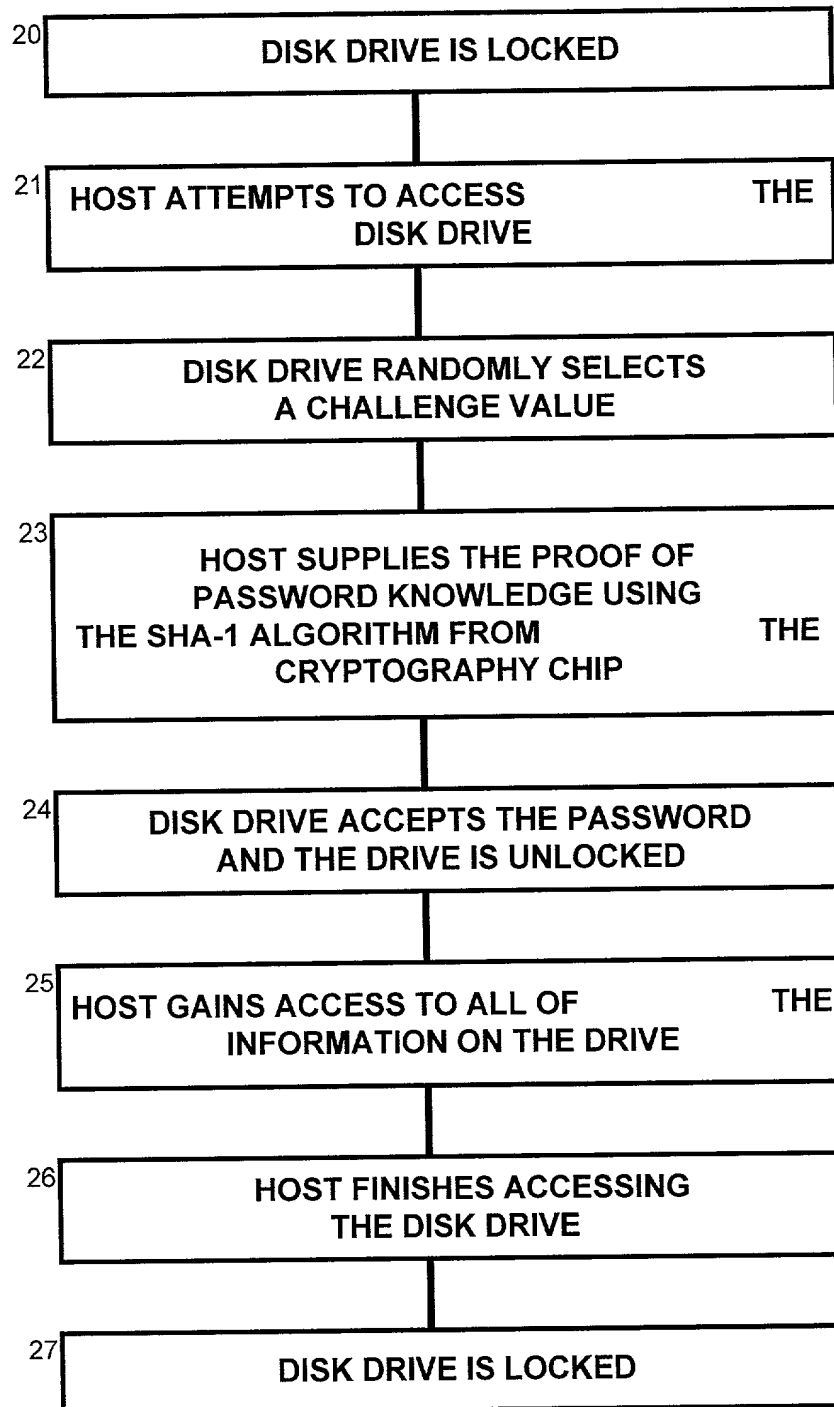 20
DISK DRIVE IS LOCKED
21
HOST ATTEMPTS TO ACCESS THE
DISK DRIVE
22
DISK DRIVE RANDOMLY SELECTS
A CHALLENGE VALUE
23
HOST SUPPLIES THE PROOF OF
PASSWORD KNOWLEDGE USING
THE SHA-1 ALGORITHM FROM THE
CRYPTOGRAPHY CHIP
24
DISK DRIVE ACCEPTS THE PASSWORD
AND THE DRIVE IS UNLOCKED
25
HOST GAINS ACCESS TO ALL OF THE
INFORMATION ON THE DRIVE
26
HOST FINISHES ACCESSING
THE DISK DRIVE
27
DISK DRIVE IS LOCKED